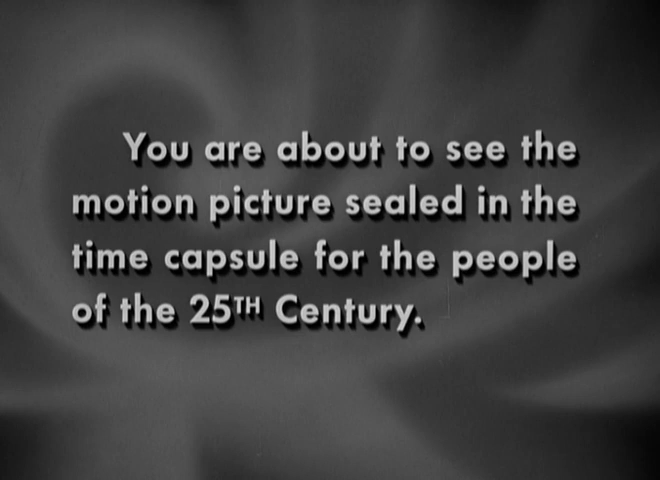 You are about to see the
motion picture sealed in the
time capsule for the people
of the 25TH Century.